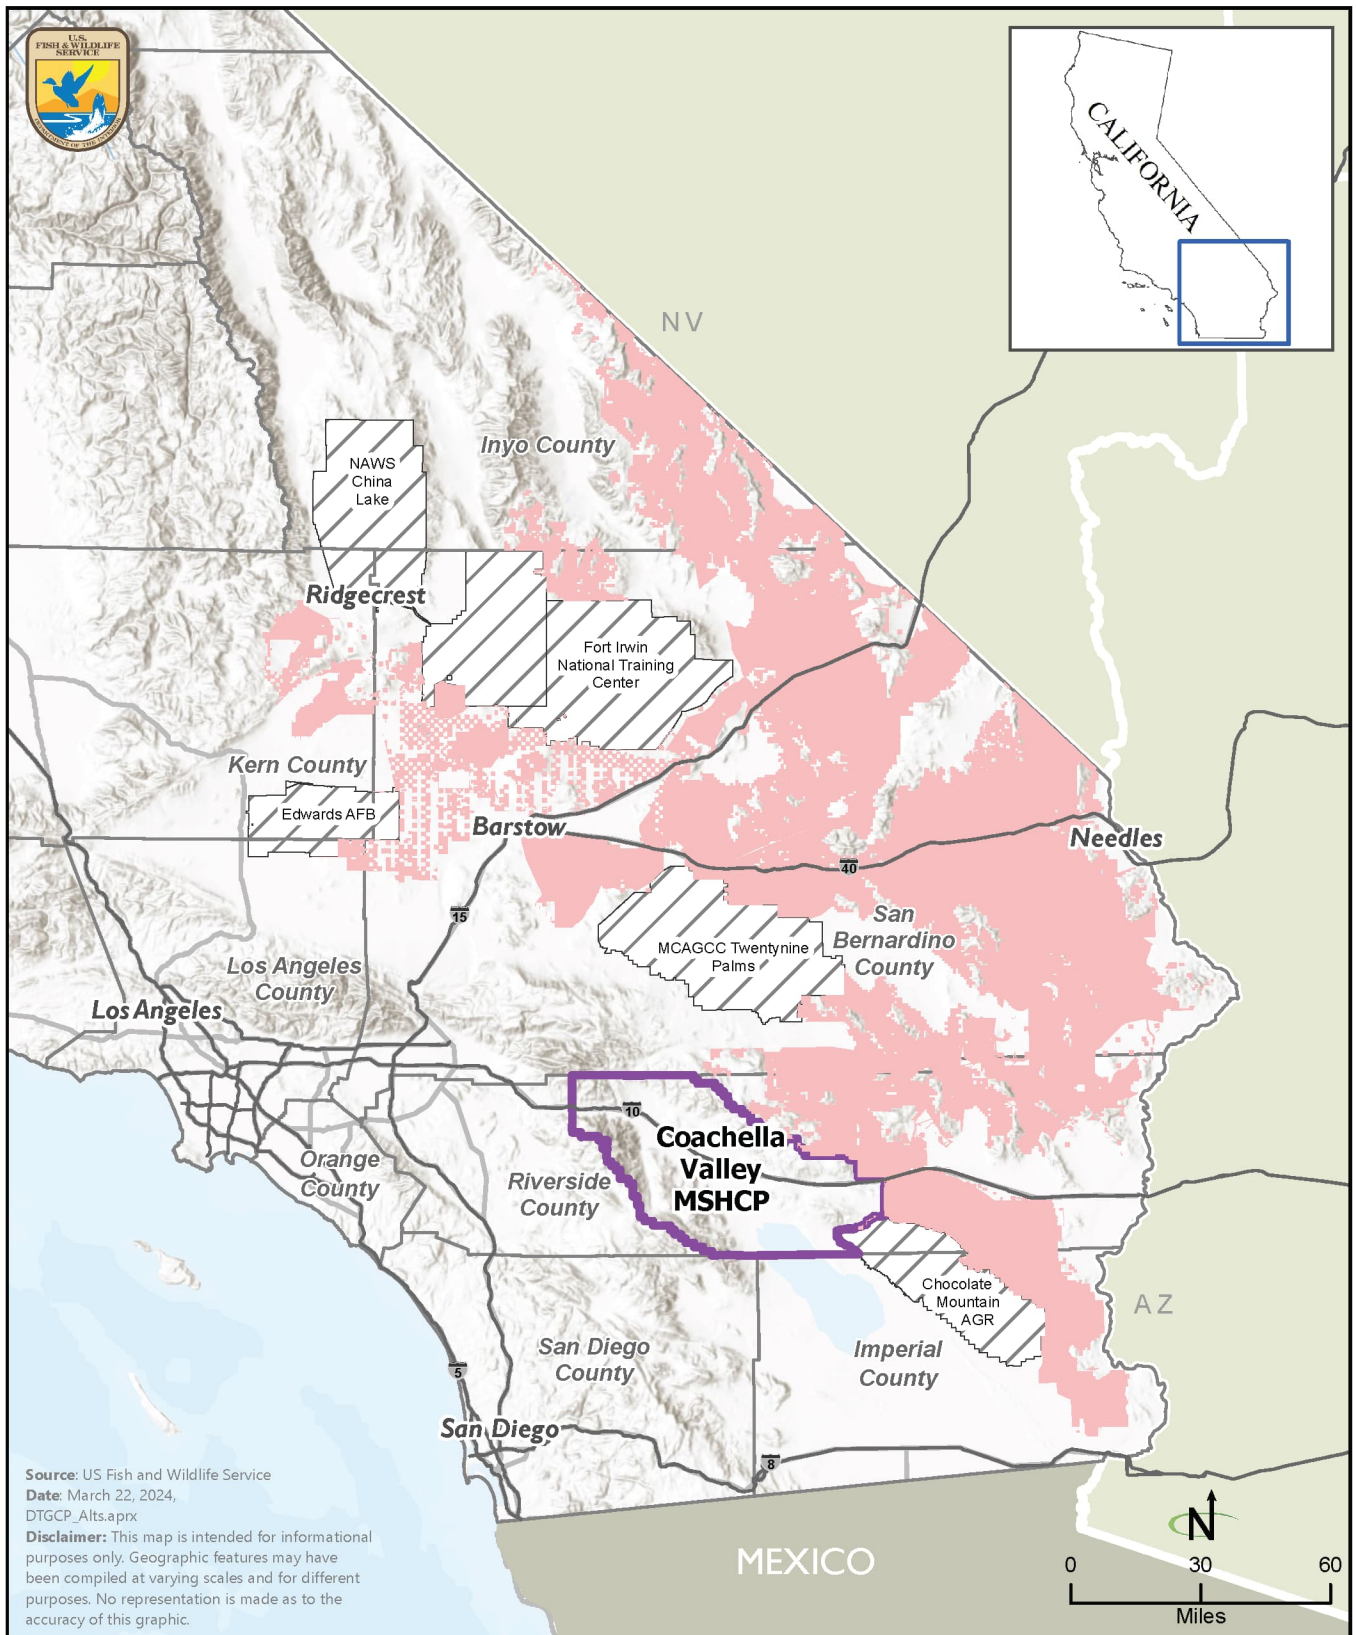 U.S.
FISH & WILDLIFE
SERVICE
DEPARTMENT OF THE INTERIOR
CALIFORNIA
NV
Inyo County
NAWS
China
Lake
Ridgecrest
Fort Irwin
National Training
Center
Kern County
Edwards AFB
Barstow
Needles
40
15
San
Bernardino
County
MCAGCC Twentynine
Palms
Los Angeles
County
Los Angeles
10
Coachella
Valley
MSHCP
Orange
County
Riverside
County
Chocolate
Mountain
AGR
AZ
San Diego
County
Imperial
County
5
San Diego
8
Source: US Fish and Wildlife Service
Date: March 22, 2024,
DTGCP_Alts.aprx
Disclaimer: This map is intended for informational
purposes only. Geographic features may have
been compiled at varying scales and for different
purposes. No representation is made as to the
accuracy of this graphic.
MEXICO
N
0 30 60
Miles